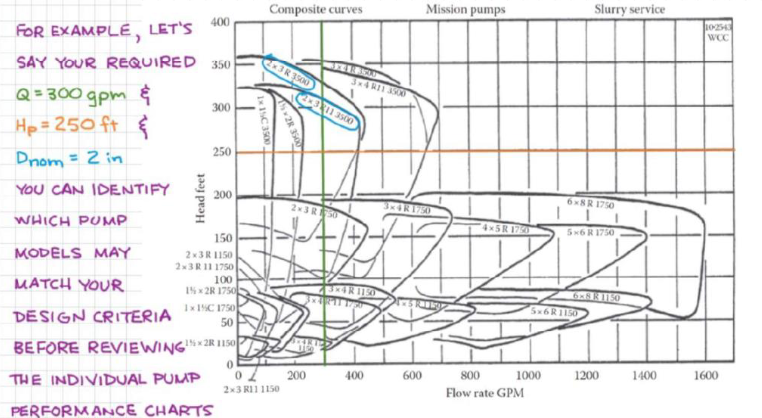 Composite curves Mission pumps Slurry service
FOR EXAMPLE, LET'S
SAY YOUR REQUIRED
Q = 300 gpm &
Hp = 250 ft &
Dnom = 2 in
YOU CAN IDENTIFY
WHICH PUMP
MODELS MAY
MATCH YOUR
DESIGN CRITERIA
BEFORE REVIEWING
THE INDIVIDUAL PUMP
PERFORMANCE CHARTS
10-2543
WCC
400
350
300
250
200
150
100
50
0
Head feet
2 × 3 R 3500
3 × 4 R 3500
3 × 4 R11 3500
2 × 3 R11 3500
1 × 1½C 3500
1½ × 2R 3500
2 × 3 R 1750
3 × 4 R 1750
6 × 8 R 1750
4 × 5 R 1750
5 × 6 R 1750
2 × 3 R 1150
2 × 3 R 11 1750
1½ × 2R 1750
1 × 1½C 1750
1½ × 2R 1150
3 × 4 R 1150
3 × 4 R11 1750
4 × 5 R 1150
6 × 8 R 1150
5 × 6 R 1150
2 × 3 R11 1150
0 200 400 600 800 1000 1200 1400 1600
Flow rate GPM